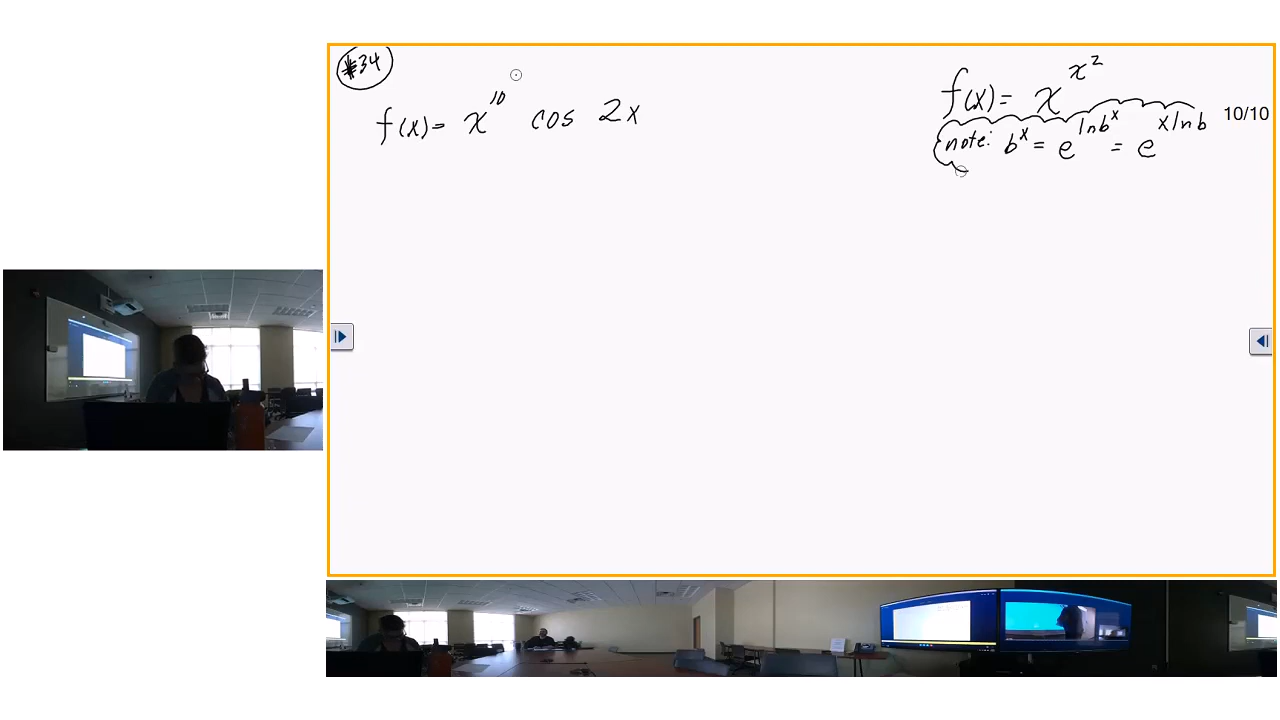 #34
f(x) = x^10 cos 2x
f(x) = x^x^2
note: b^x = e^ln b^x = e^x ln b
10/10